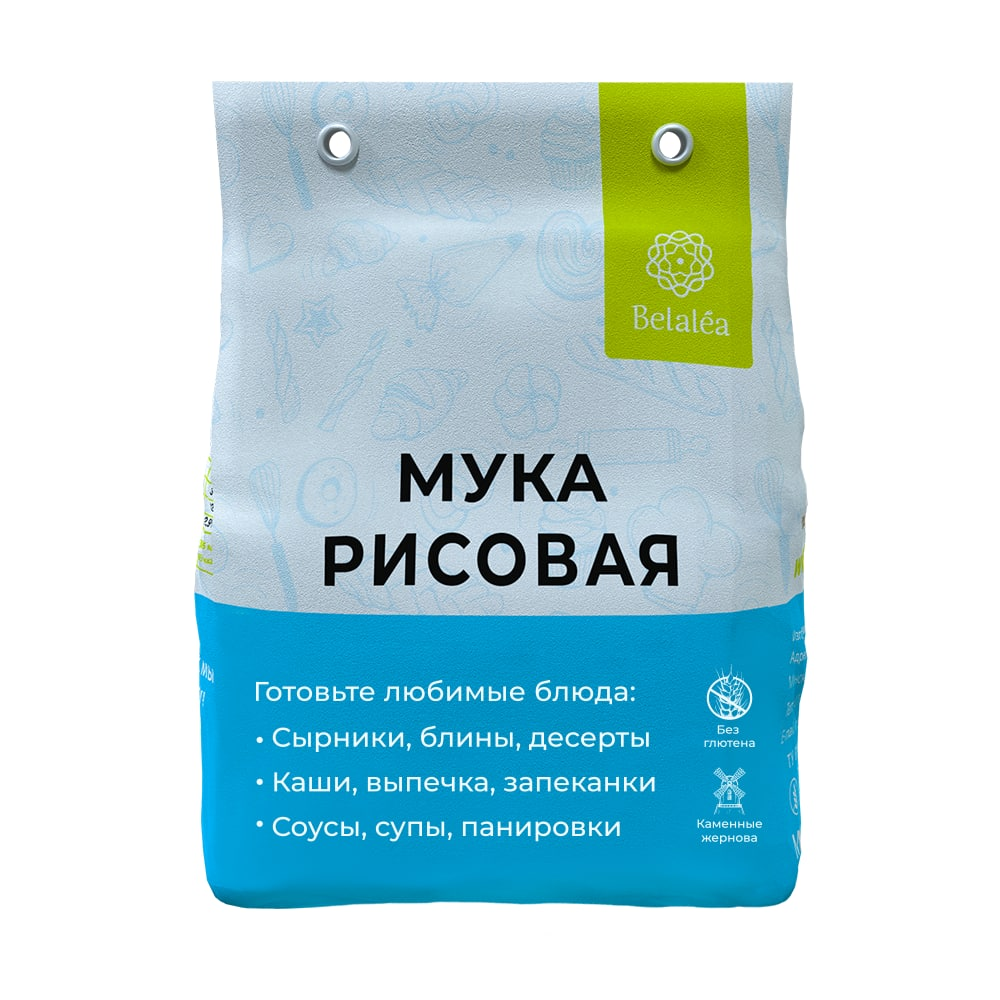 Belaléa
МУКА
РИСОВАЯ
Готовьте любимые блюда:
• Сырники, блины, десерты
• Каши, выпечка, запеканки
• Соусы, супы, панировки
Без
глютена
Каменные
жернова